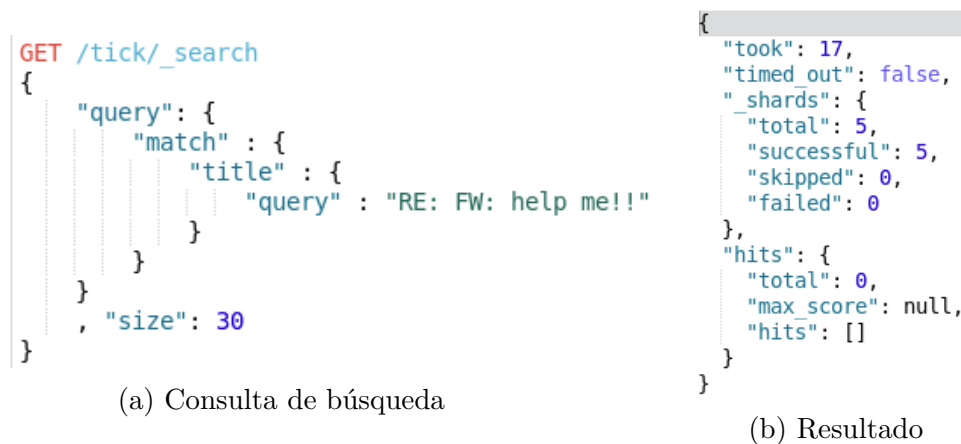 GET /tick/_search
{
    "query": {
        "match" : {
            "title" : {
                "query" : "RE: FW: help me!!"
            }
        }
    }
    , "size": 30
}
(a) Consulta de búsqueda
{
  "took": 17,
  "timed_out": false,
  "_shards": {
    "total": 5,
    "successful": 5,
    "skipped": 0,
    "failed": 0
  },
  "hits": {
    "total": 0,
    "max_score": null,
    "hits": []
  }
}
(b) Resultado